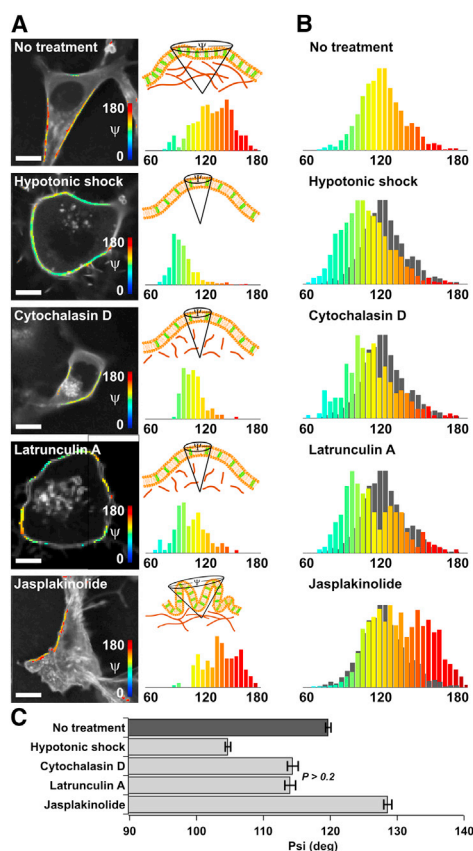 A
B
No treatment
180
Ψ
0
Ψ
60 120 180
No treatment
60 120 180
Hypotonic shock
180
Ψ
0
Ψ
60 120 180
Hypotonic shock
60 120 180
Cytochalasin D
180
Ψ
0
Ψ
60 120 180
Cytochalasin D
60 120 180
Latrunculin A
180
Ψ
0
Ψ
60 120 180
Latrunculin A
60 120 180
Jasplakinolide
180
Ψ
0
Ψ
60 120 180
Jasplakinolide
60 120 180
C
No treatment
Hypotonic shock
Cytochalasin D
P > 0.2
Latrunculin A
Jasplakinolide
90 100 110 120 130 140
Psi (deg)